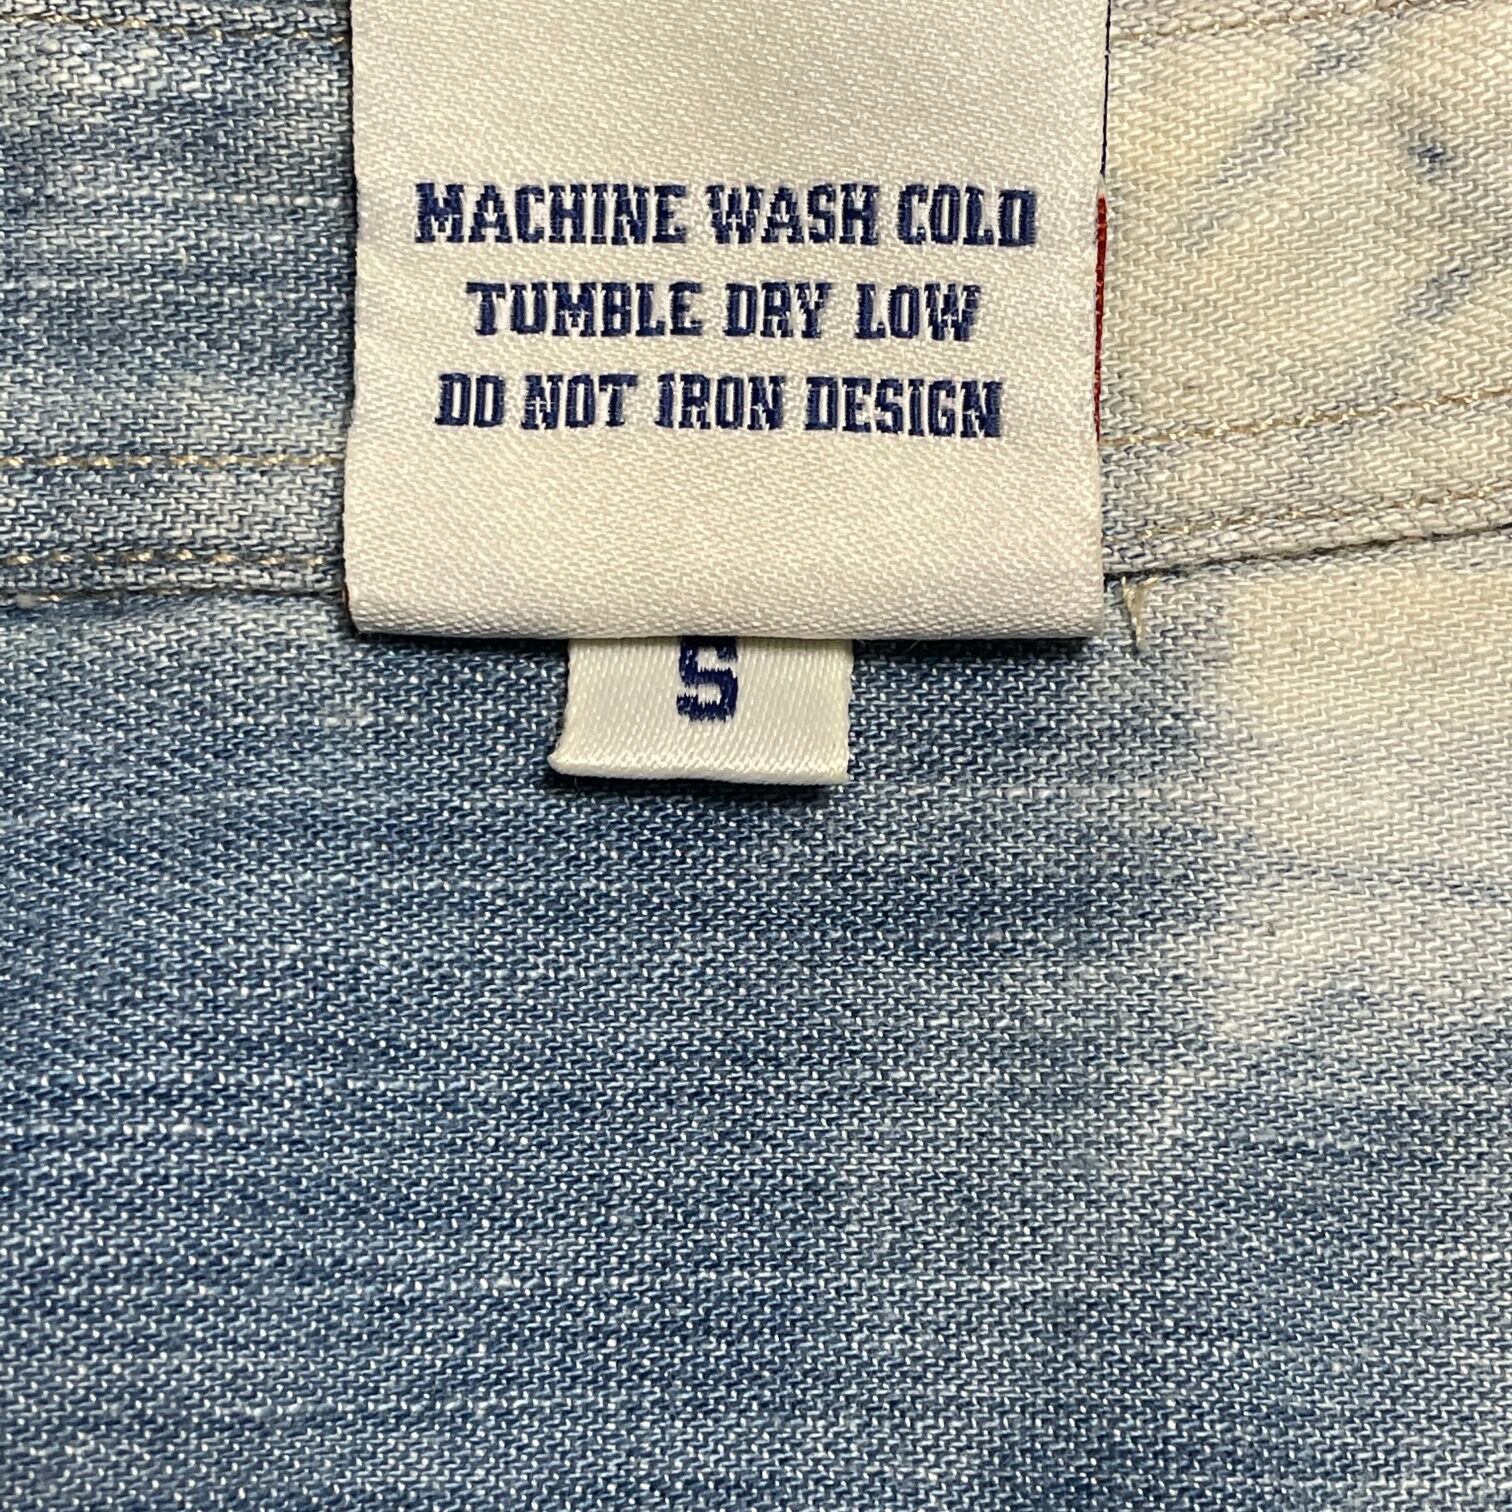 MACHINE WASH COLD
TUMBLE DRY LOW
DO NOT IRON DESIGN
S